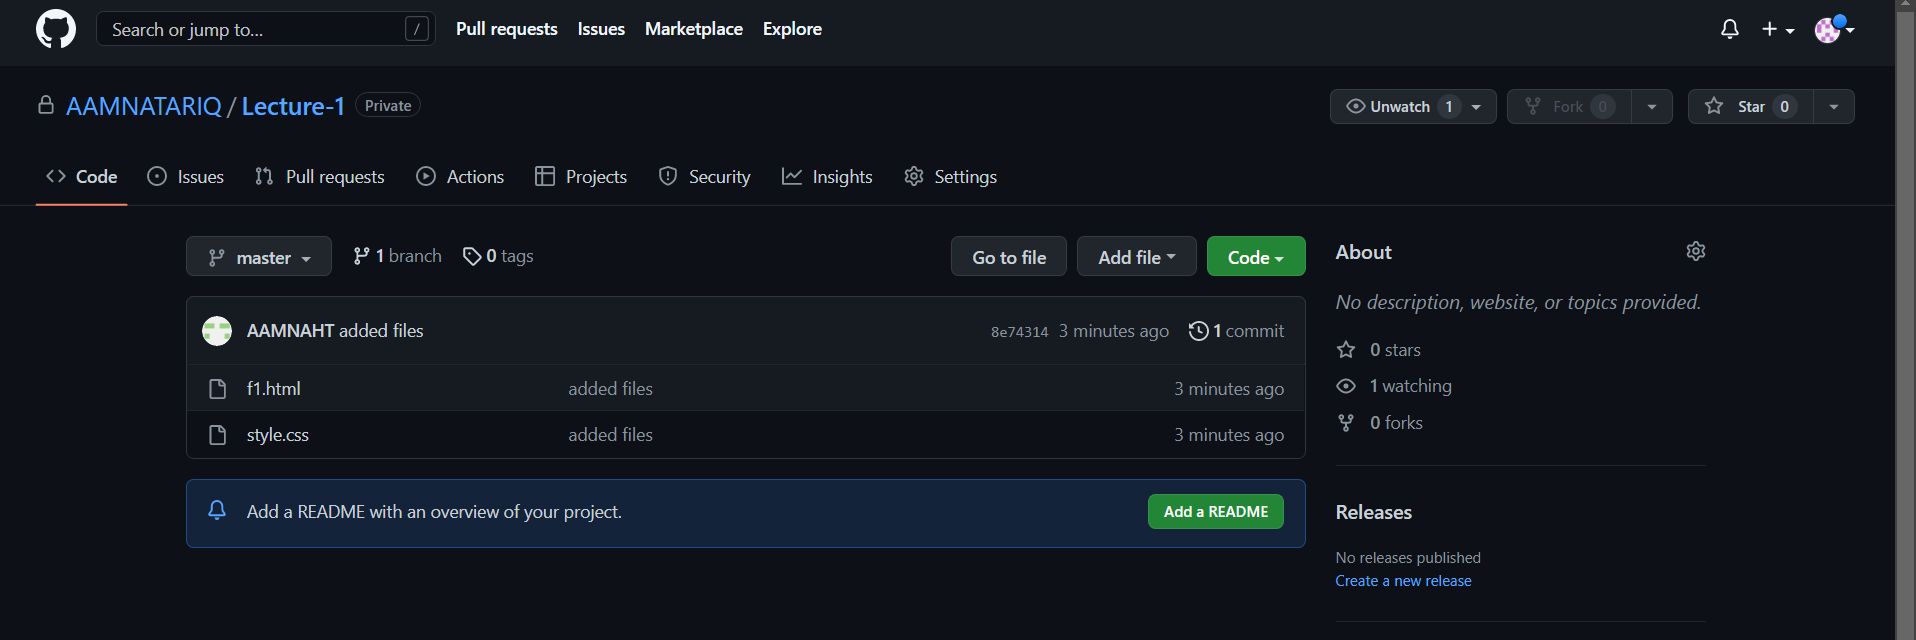 Search or jump to... / Pull requests Issues Marketplace Explore
AAMNATARIQ / Lecture-1 Private Unwatch 1 Fork 0 Star 0
Code Issues Pull requests Actions Projects Security Insights Settings
master 1 branch 0 tags Go to file Add file Code
AAMNAHT added files 8e74314 3 minutes ago 1 commit
f1.html added files 3 minutes ago
style.css added files 3 minutes ago
Add a README with an overview of your project. Add a README
About
No description, website, or topics provided.
0 stars
1 watching
0 forks
Releases
No releases published
Create a new release